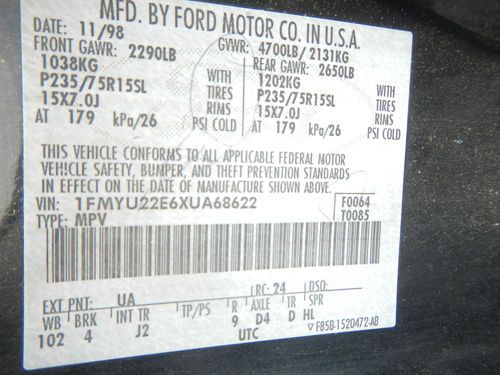 MFD. BY FORD MOTOR CO. IN U.S.A.
DATE: 11/98 GVWR: 4700LB/ 2131KG
FRONT GAWR: 2290LB REAR GAWR: 2650LB
1038KG WITH 1202KG WITH
P235/75R15SL TIRES P235/75R15SL TIRES
15X7.0J RIMS 15X7.0J RIMS
AT 179 kPa/26 PSI COLD AT 179 kPa/26 PSI COLD
THIS VEHICLE CONFORMS TO ALL APPLICABLE FEDERAL MOTOR
VEHICLE SAFETY, BUMPER, AND THEFT PREVENTION STANDARDS
IN EFFECT ON THE DATE OF MANUFACTURE SHOWN ABOVE.
VIN: 1FMYU22E6XUA68622 F0064
TYPE: MPV T0085
EXT PNT: UA RC: 24 DSO:
WB BRK INT TR TP/PS R AXLE TR SPR
102 4 J2 9 D4 D HL
UTC F85B-1520472-AB